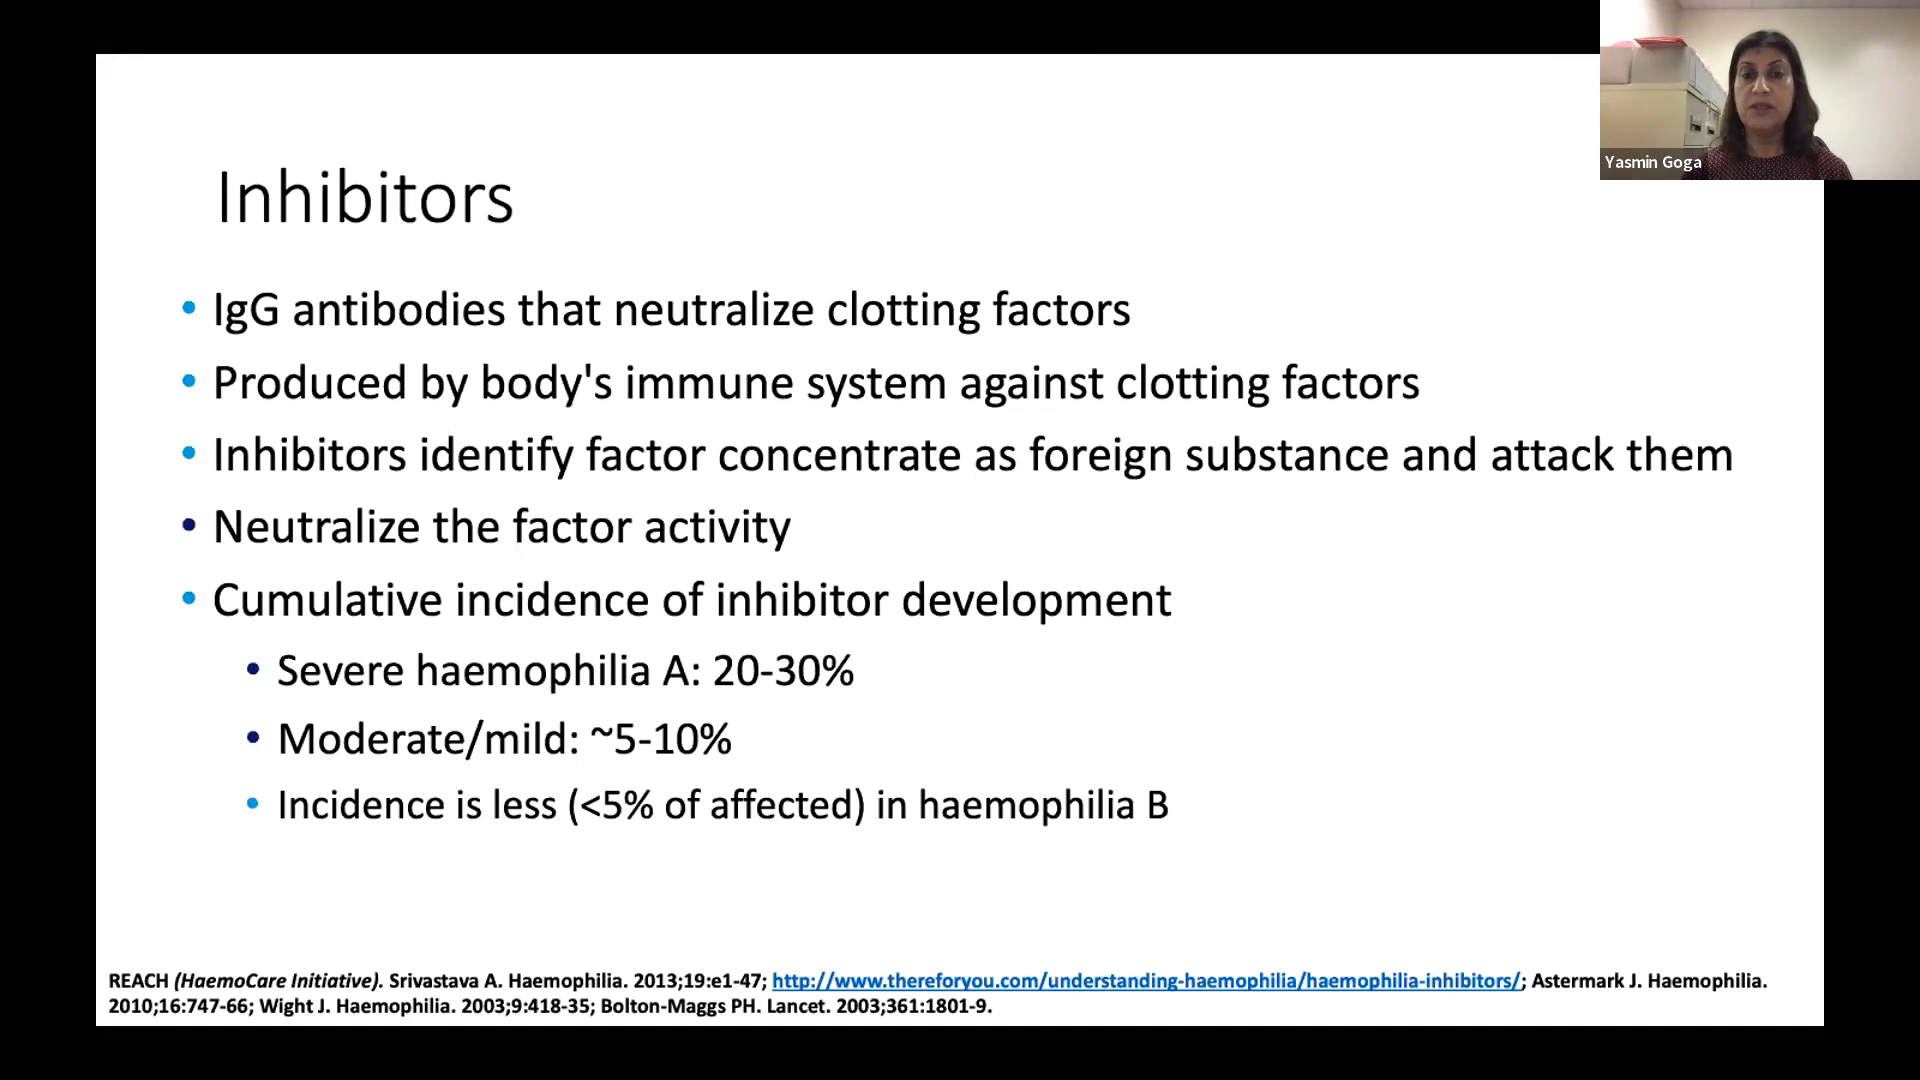 Yasmin Goga
Inhibitors
• IgG antibodies that neutralize clotting factors
• Produced by body's immune system against clotting factors
• Inhibitors identify factor concentrate as foreign substance and attack them
• Neutralize the factor activity
• Cumulative incidence of inhibitor development
• Severe haemophilia A: 20-30%
• Moderate/mild: ~5-10%
• Incidence is less (<5% of affected) in haemophilia B
REACH (HaemoCare Initiative). Srivastava A. Haemophilia. 2013;19:e1-47; http://www.thereforyou.com/understanding-haemophilia/haemophilia-inhibitors/; Astermark J. Haemophilia.
2010;16:747-66; Wight J. Haemophilia. 2003;9:418-35; Bolton-Maggs PH. Lancet. 2003;361:1801-9.